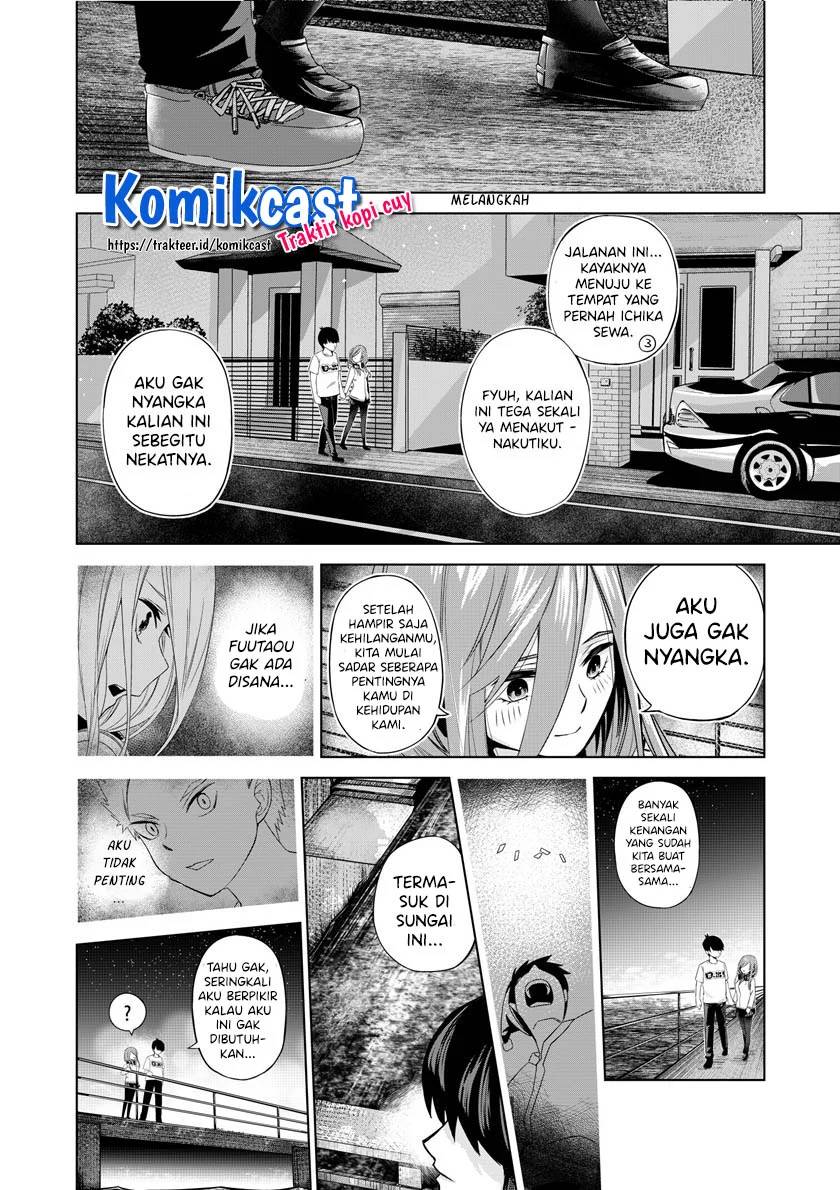 Komikcast
Traktir kopi cuy
https://trakteer.id/komikcast
MELANGKAH
JALANAN INI...
KAYAKNYA
MENUJU KE
TEMPAT YANG
PERNAH ICHIKA
SEWA.
3
FYUH, KALIAN
INI TEGA SEKALI
YA MENAKUT -
NAKUTIKU.
AKU GAK
NYANGKA
KALIAN INI
SEBEGITU
NEKATNYA.
AKU
JUGA GAK
NYANGKA.
SETELAH
HAMPIR SAJA
KEHILANGANMU,
KITA MULAI
SADAR SEBERAPA
PENTINGNYA
KAMU DI
KEHIDUPAN
KAMI.
JIKA
FUUTAOU
GAK ADA
DISANA...
BANYAK
SEKALI
KENANGAN
YANG SUDAH
KITA BUAT
BERSAMA-
SAMA...
TERMA-
SUK DI
SUNGAI
INI...
AKU
TIDAK
PENTING
...
TAHU GAK,
SERINGKALI
AKU BERPIKIR
KALAU AKU
INI GAK
DIBUTUH-
KAN...
?